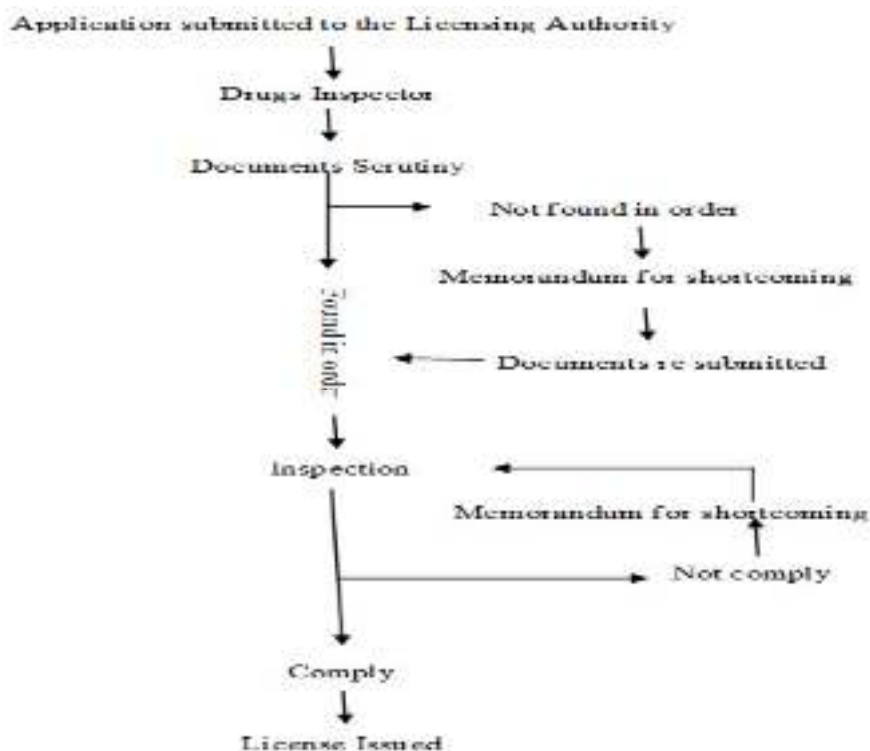 Application submitted to the Licensing Authority
Drugs Inspector
Documents Scrutiny
Not found in order
Memorandum for shortcoming
Documents re submitted
Found in orde
Inspection
Memorandum for shortcoming
Not comply
Comply
License Issued